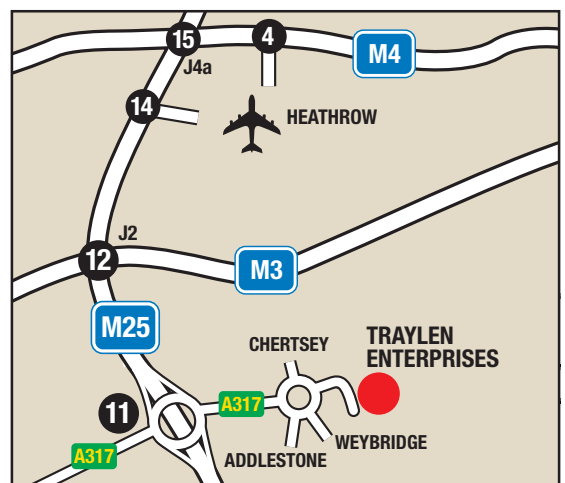 15
4
M4
J4a
14
HEATHROW
J2
12
M3
M25
CHERTSEY
TRAYLEN
ENTERPRISES
11
A317
A317
WEYBRIDGE
ADDLESTONE